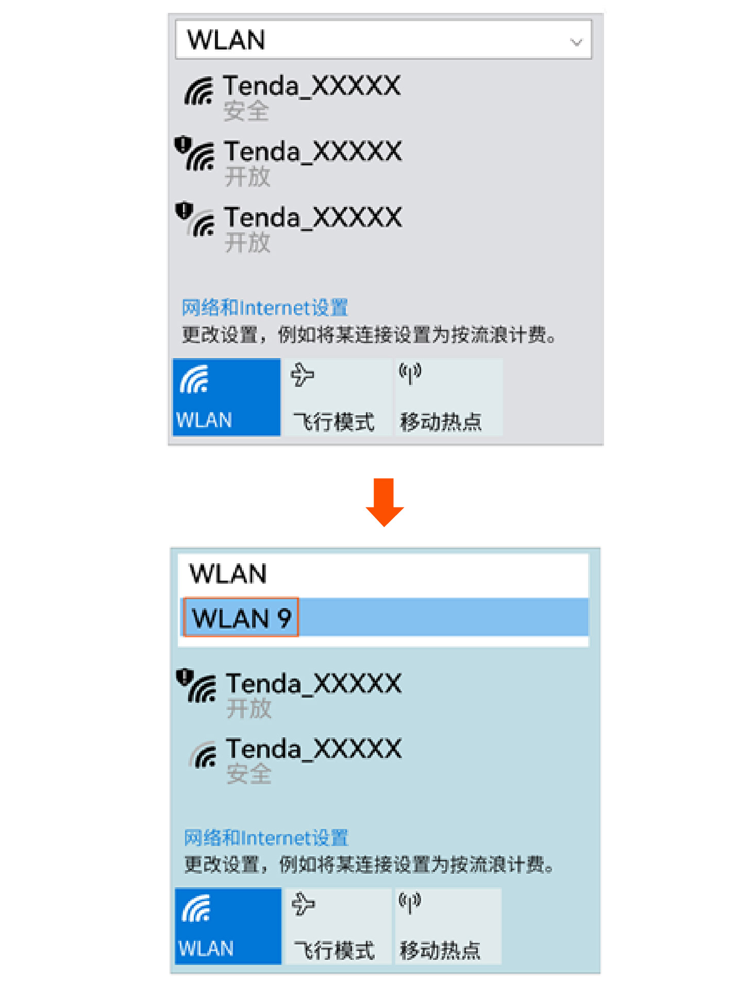 WLAN
Tenda_XXXXX
安全
Tenda_XXXXX
开放
Tenda_XXXXX
开放
网络和Internet设置
更改设置，例如将某连接设置为按流浪计费。
WLAN
飞行模式
移动热点
WLAN
WLAN 9
Tenda_XXXXX
开放
Tenda_XXXXX
安全
网络和Internet设置
更改设置，例如将某连接设置为按流浪计费。
WLAN
飞行模式
移动热点